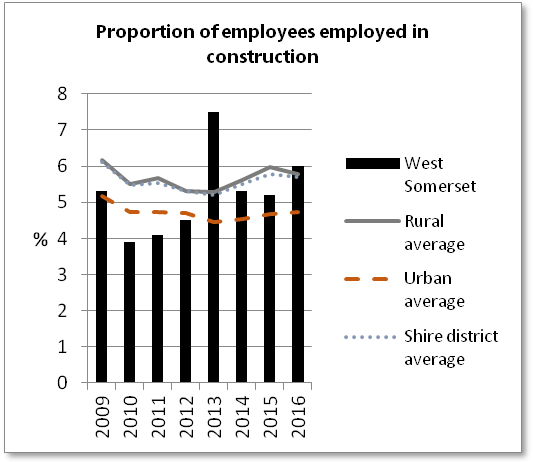 Proportion of employees employed in
construction
8
7
6
5
4
3
2
1
0
%
2009
2010
2011
2012
2013
2014
2015
2016
West
Somerset
Rural
average
Urban
average
Shire district
average